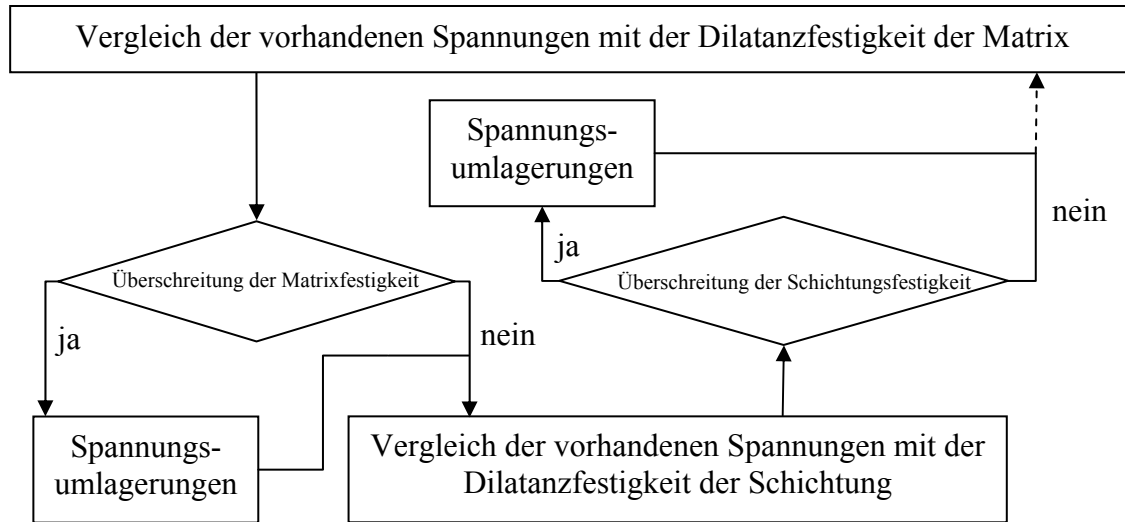 Vergleich der vorhandenen Spannungen mit der Dilatanzfestigkeit der Matrix
Spannungs-
umlagerungen
nein
ja
Überschreitung der Matrixfestigkeit
Überschreitung der Schichtungsfestigkeit
ja
nein
Spannungs-
umlagerungen
Vergleich der vorhandenen Spannungen mit der
Dilatanzfestigkeit der Schichtung